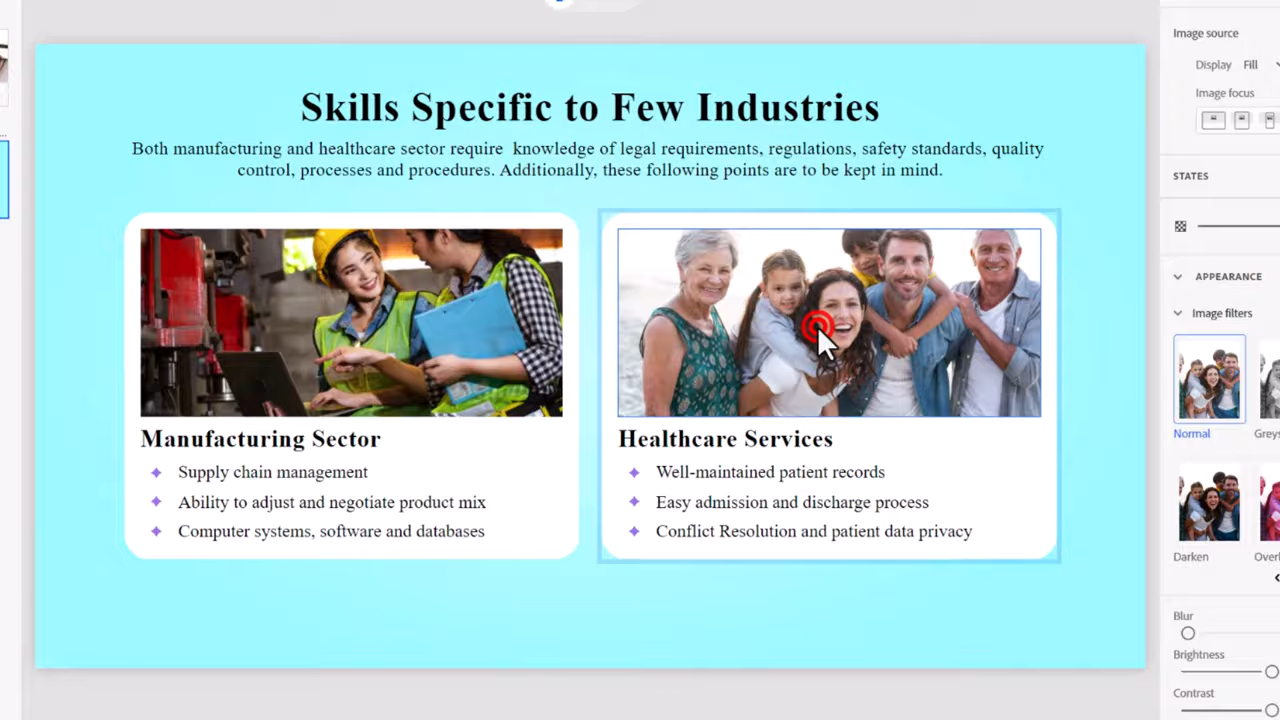 Skills Specific to Few Industries
Both manufacturing and healthcare sector require knowledge of legal requirements, regulations, safety standards, quality
control, processes and procedures. Additionally, these following points are to be kept in mind.
Manufacturing Sector
Supply chain management
Ability to adjust and negotiate product mix
Computer systems, software and databases
Healthcare Services
Well-maintained patient records
Easy admission and discharge process
Conflict Resolution and patient data privacy
Image source
Display Fill
Image focus
STATES
APPEARANCE
Image filters
Normal
Darken
Blur
Brightness
Contrast